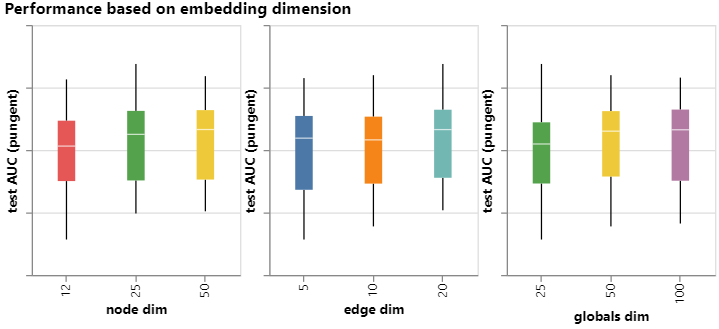 Performance based on embedding dimension
test AUC (pungent)
12
25
50
node dim
test AUC (pungent)
5
10
20
edge dim
test AUC (pungent)
25
50
100
globals dim